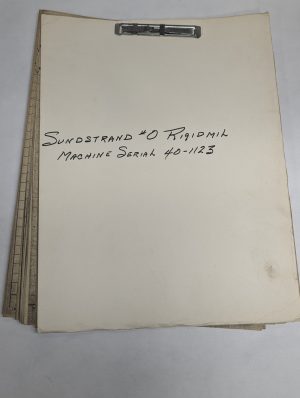 SUNDSTRAND #0 RIGIDMIL
MACHINE SERIAL 40-1123